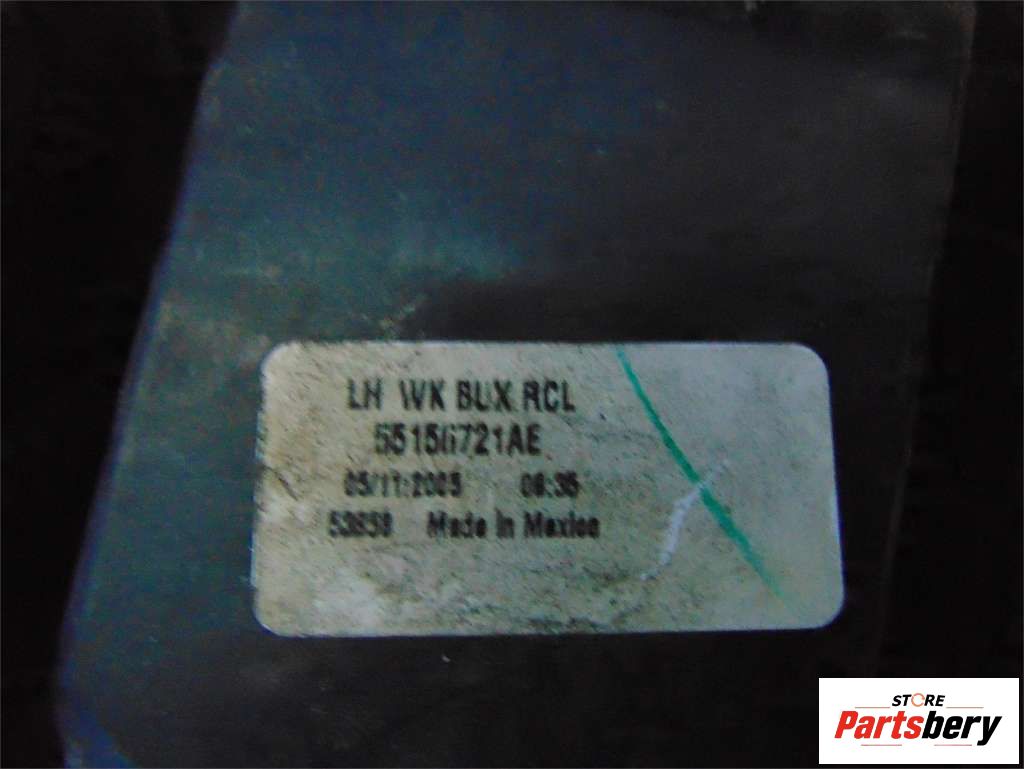 LH WK BUX RCL
55156721AE
05/11/2005 06:35
53858 Made In Mexico
STORE
Partsbery